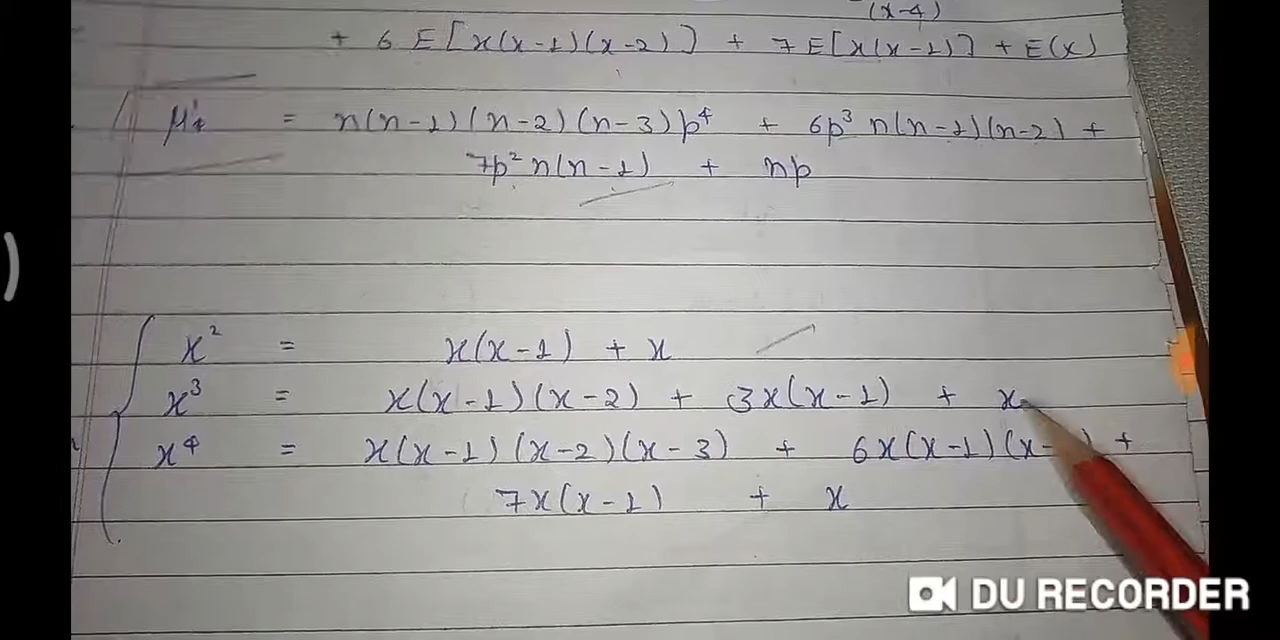 (x-4)
+ 6 E[x(x-1)(x-2)] + 7E[x(x-1)] + E(x)
μ'4 = n(n-1)(n-2)(n-3)p⁴ + 6p³ n(n-1)(n-2) +
7p² n(n-1) + np
x² = x(x-1) + x
x³ = x(x-1)(x-2) + 3x(x-1) + x
x⁴ = x(x-1)(x-2)(x-3) + 6x(x-1)(x- ) +
7x(x-1) + x
DU RECORDER